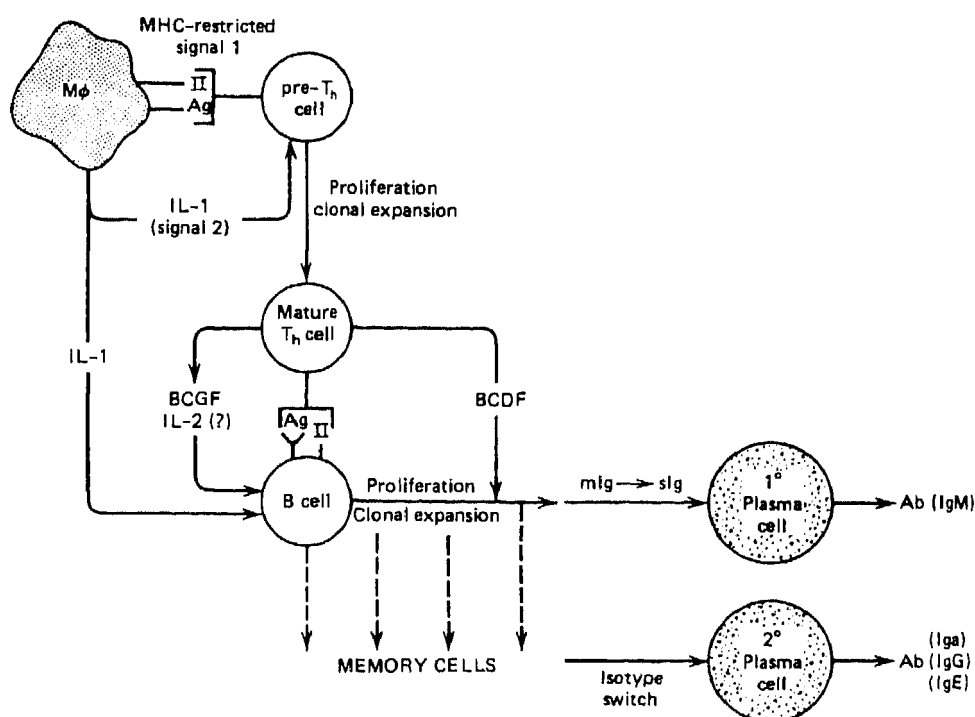 MHC-restricted
signal 1
Mφ
II
Ag
pre-Tₕ
cell
IL-1
(signal 2)
Proliferation
clonal expansion
Mature
Tₕ cell
IL-1
BCGF
IL-2 (?)
BCDF
Ag
II
B cell
Proliferation
Clonal expansion
mIg → sIg
1°
Plasma
cell
Ab (IgM)
MEMORY CELLS
Isotype
switch
2°
Plasma
cell
(Iga)
Ab (IgG)
(IgE)